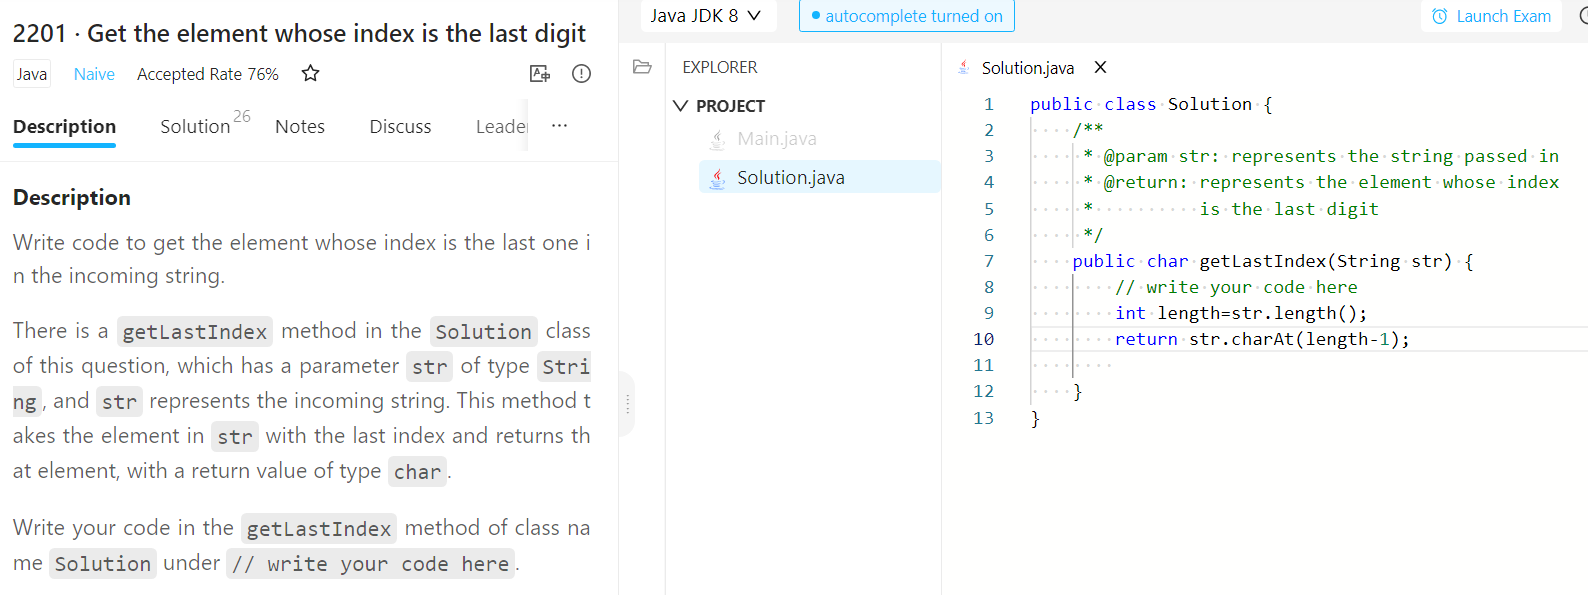 2201 · Get the element whose index is the last digit
Java Naive Accepted Rate 76%
Description Solution 26 Notes Discuss Leader ...
Description
Write code to get the element whose index is the last one i
n the incoming string.
There is a getLastIndex method in the Solution class
of this question, which has a parameter str of type Stri
ng, and str represents the incoming string. This method t
akes the element in str with the last index and returns th
at element, with a return value of type char.
Write your code in the getLastIndex method of class na
me Solution under // write your code here.
Java JDK 8
autocomplete turned on
Launch Exam
EXPLORER
PROJECT
Main.java
Solution.java
Solution.java
1 public class Solution {
2 /**
3 * @param str: represents the string passed in
4 * @return: represents the element whose index
5 * is the last digit
6 */
7 public char getLastIndex(String str) {
8 // write your code here
9 int length=str.length();
10 return str.charAt(length-1);
11
12 }
13 }